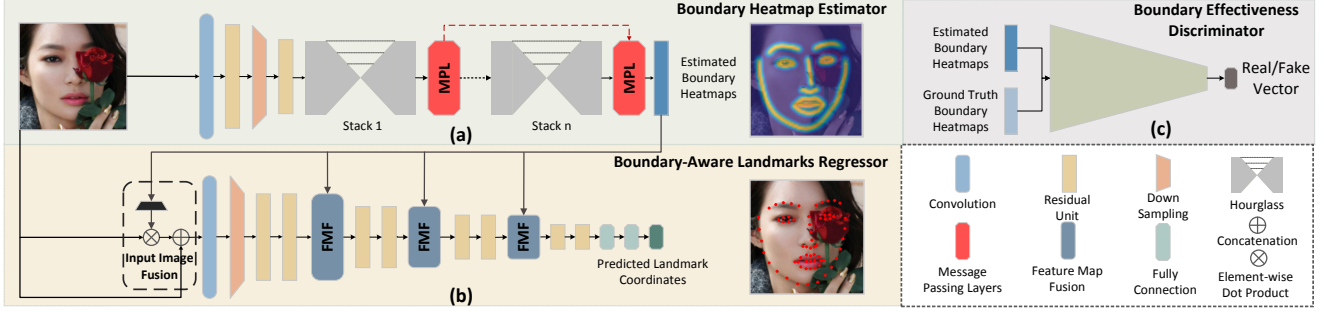 Boundary Heatmap Estimator
MPL
MPL
Stack 1
Stack n
Estimated
Boundary
Heatmaps
(a)
Boundary Effectiveness
Discriminator
Estimated
Boundary
Heatmaps
Ground Truth
Boundary
Heatmaps
Real/Fake
Vector
(c)
Boundary-Aware Landmarks Regressor
Input Image
Fusion
FMF
FMF
FMF
Predicted Landmark
Coordinates
(b)
Convolution
Residual
Unit
Down
Sampling
Hourglass
Concatenation
Message
Passing Layers
Feature Map
Fusion
Fully
Connection
Element-wise
Dot Product